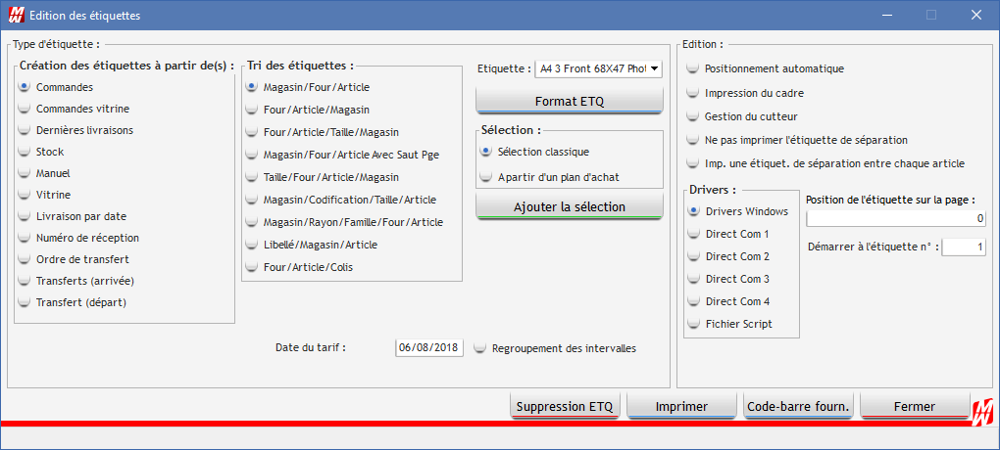 MW Edition des étiquettes
Type d'étiquette :
Création des étiquettes à partir de(s) :
Commandes
Commandes vitrine
Dernières livraisons
Stock
Manuel
Vitrine
Livraison par date
Numéro de réception
Ordre de transfert
Transferts (arrivée)
Transfert (départ)
Tri des étiquettes :
Magasin/Four/Article
Four/Article/Magasin
Four/Article/Taille/Magasin
Magasin/Four/Article Avec Saut Pge
Taille/Four/Article/Magasin
Magasin/Codification/Taille/Article
Magasin/Rayon/Famille/Four/Article
Libellé/Magasin/Article
Four/Article/Colis
Etiquette : A4 3 Front 68X47 Phot
Format ETQ
Sélection :
Sélection classique
A partir d'un plan d'achat
Ajouter la sélection
Date du tarif : 06/08/2018 Regroupement des intervalles
Edition :
Positionnement automatique
Impression du cadre
Gestion du cutteur
Ne pas imprimer l'étiquette de séparation
Imp. une étiquet. de séparation entre chaque article
Drivers :
Drivers Windows
Direct Com 1
Direct Com 2
Direct Com 3
Direct Com 4
Fichier Script
Position de l'étiquette sur la page :
0
Démarrer à l'étiquette n° : 1
Suppression ETQ Imprimer Code-barre fourn. Fermer MW